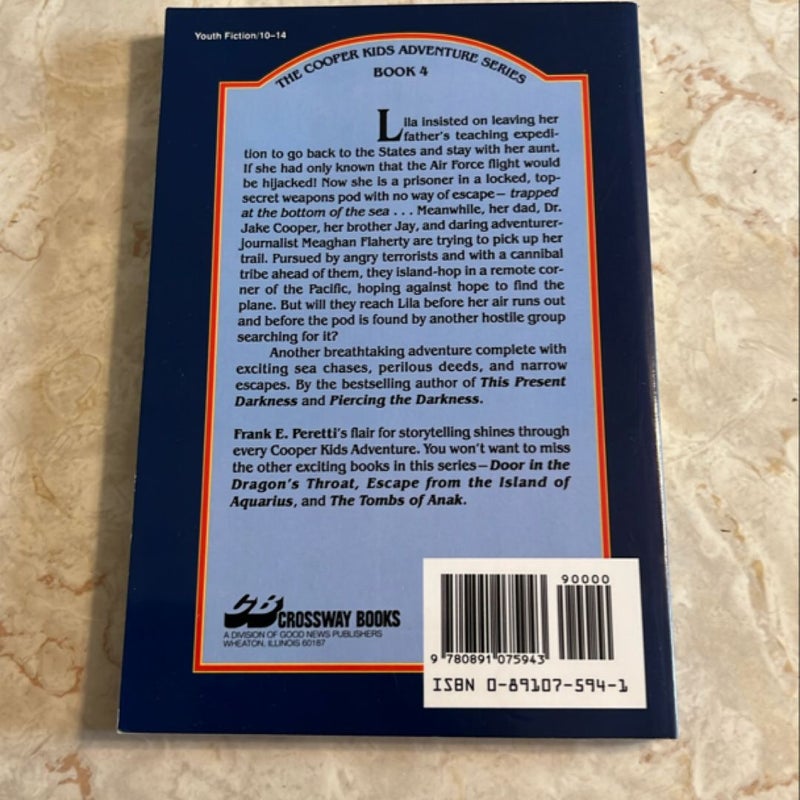 Youth Fiction/10–14
THE COOPER KIDS ADVENTURE SERIES
BOOK 4
Lila insisted on leaving her
father's teaching expedi-
tion to go back to the States and stay with her aunt.
If she had only known that the Air Force flight would
be hijacked! Now she is a prisoner in a locked, top-
secret weapons pod with no way of escape—trapped
at the bottom of the sea . . . Meanwhile, her dad, Dr.
Jake Cooper, her brother Jay, and daring adventurer-
journalist Meaghan Flaherty are trying to pick up her
trail. Pursued by angry terrorists and with a cannibal
tribe ahead of them, they island-hop in a remote cor-
ner of the Pacific, hoping against hope to find the
plane. But will they reach Lila before her air runs out
and before the pod is found by another hostile group
searching for it?
Another breathtaking adventure complete with
exciting sea chases, perilous deeds, and narrow
escapes. By the bestselling author of This Present
Darkness and Piercing the Darkness.
Frank E. Peretti's flair for storytelling shines through
every Cooper Kids Adventure. You won't want to miss
the other exciting books in this series—Door in the
Dragon's Throat, Escape from the Island of
Aquarius, and The Tombs of Anak.
CB CROSSWAY BOOKS
A DIVISION OF GOOD NEWS PUBLISHERS
WHEATON, ILLINOIS 60187
90000
9 780891 075943
ISBN 0-89107-594-1